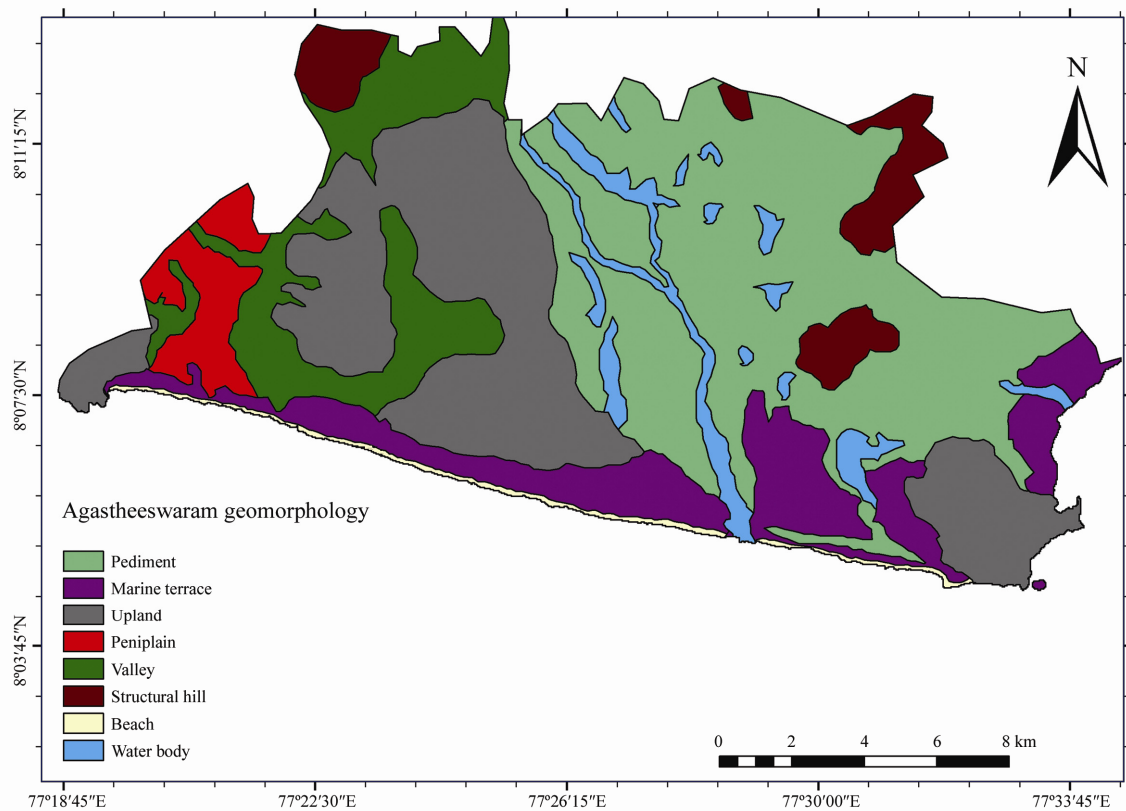 N
8°11'15"N
8°07'30"N
8°03'45"N
Agastheeswaram geomorphology
Pediment
Marine terrace
Upland
Peniplain
Valley
Structural hill
Beach
Water body
0 2 4 6 8 km
77°18'45"E 77°22'30"E 77°26'15"E 77°30'00"E 77°33'45"E